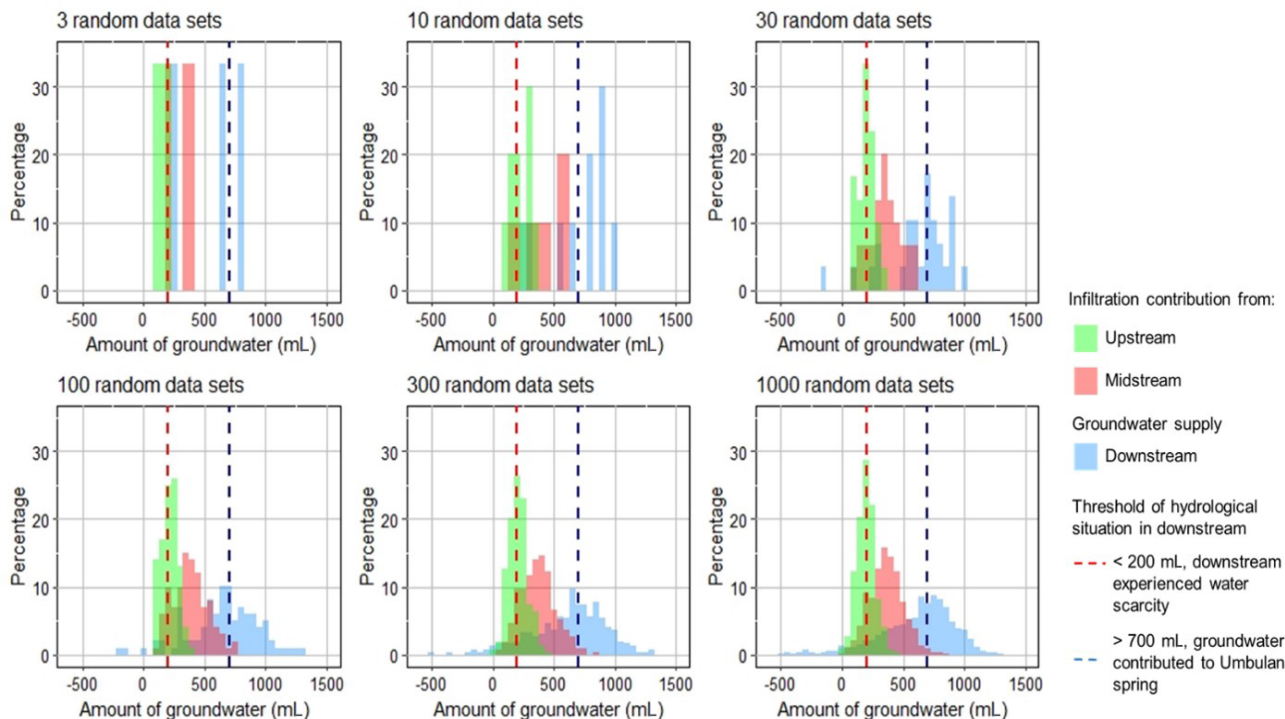 3 random data sets
30
20
10
0
Percentage
-500 0 500 1000 1500
Amount of groundwater (mL)
10 random data sets
30
20
10
0
Percentage
-500 0 500 1000 1500
Amount of groundwater (mL)
30 random data sets
30
20
10
0
Percentage
-500 0 500 1000 1500
Amount of groundwater (mL)
100 random data sets
30
20
10
0
Percentage
-500 0 500 1000 1500
Amount of groundwater (mL)
300 random data sets
30
20
10
0
Percentage
-500 0 500 1000 1500
Amount of groundwater (mL)
1000 random data sets
30
20
10
0
Percentage
-500 0 500 1000 1500
Amount of groundwater (mL)
Infiltration contribution from:
Upstream
Midstream
Groundwater supply
Downstream
Threshold of hydrological
situation in downstream
< 200 mL, downstream
experienced water
scarcity
> 700 mL, groundwater
contributed to Umbulan
spring